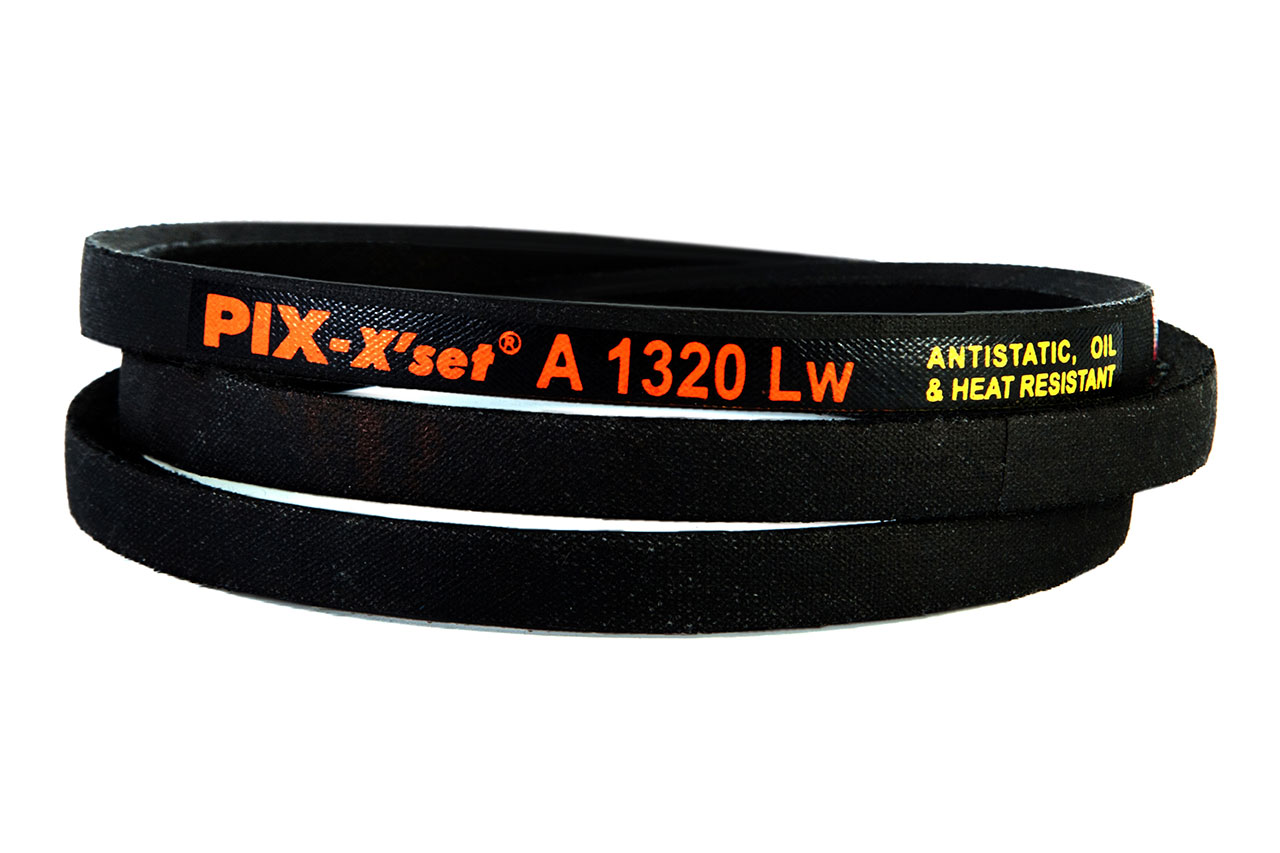 PIX-X'set® A 1320 Lw
ANTISTATIC, OIL
& HEAT RESISTANT